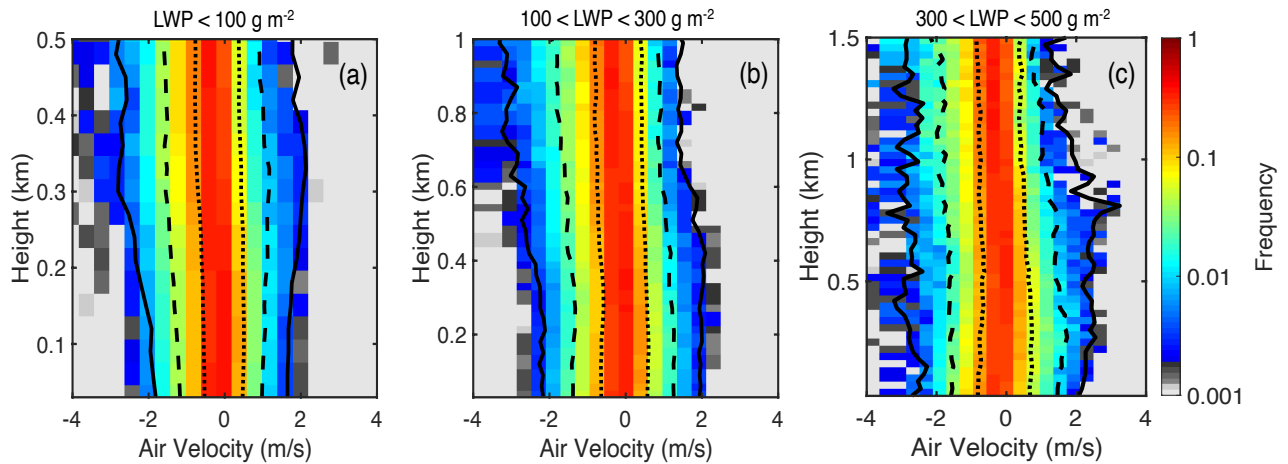 LWP < 100 g m-2
100 < LWP < 300 g m-2
300 < LWP < 500 g m-2
(a)
(b)
(c)
Height (km)
0.5
0.4
0.3
0.2
0.1
-4 -2 0 2 4
Air Velocity (m/s)
Height (km)
1
0.8
0.6
0.4
0.2
-4 -2 0 2 4
Air Velocity (m/s)
Height (km)
1.5
1
0.5
-4 -2 0 2 4
Air Velocity (m/s)
1
0.1
0.01
0.001
Frequency